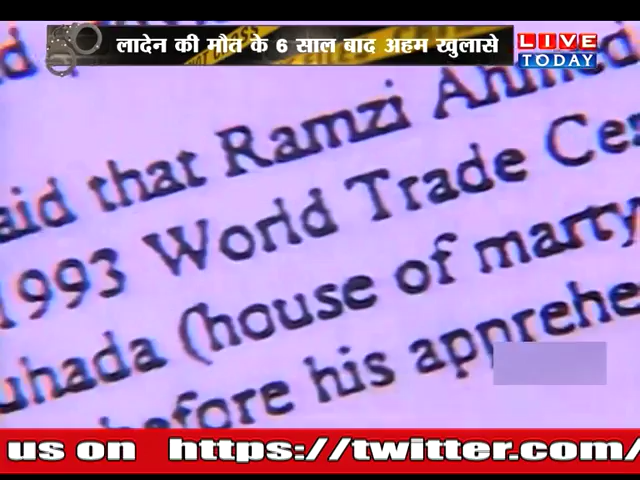 लादेन की मौत के 6 साल बाद अहम खुलासे
LIVE
TODAY
aid that Ramzi Ahmed
1993 World Trade Cen
uhada (house of marty
before his apprehe
us on https://twitter.com/